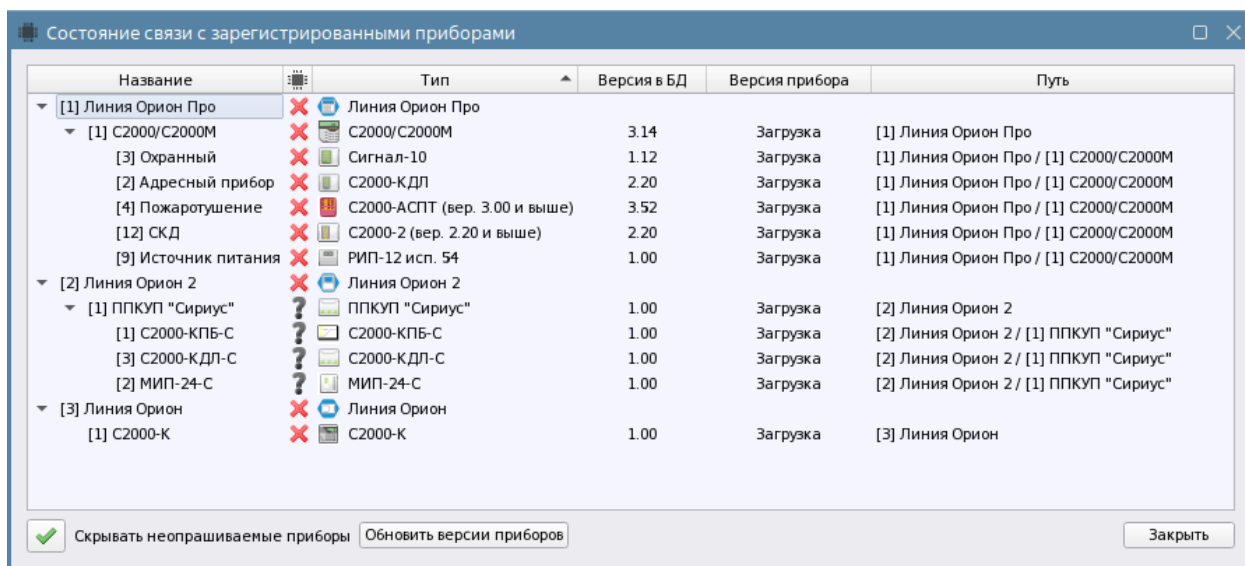 Состояние связи с зарегистрированными приборами
Название Тип Версия в БД Версия прибора Путь
[1] Линия Орион Про Линия Орион Про
[1] С2000/С2000М С2000/С2000М 3.14 Загрузка [1] Линия Орион Про
[3] Охранный Сигнал-10 1.12 Загрузка [1] Линия Орион Про / [1] С2000/С2000М
[2] Адресный прибор С2000-КДЛ 2.20 Загрузка [1] Линия Орион Про / [1] С2000/С2000М
[4] Пожаротушение С2000-АСПТ (вер. 3.00 и выше) 3.52 Загрузка [1] Линия Орион Про / [1] С2000/С2000М
[12] СКД С2000-2 (вер. 2.20 и выше) 2.20 Загрузка [1] Линия Орион Про / [1] С2000/С2000М
[9] Источник питания РИП-12 исп. 54 1.00 Загрузка [1] Линия Орион Про / [1] С2000/С2000М
[2] Линия Орион 2 Линия Орион 2
[1] ППКУП "Сириус" ? ППКУП "Сириус" 1.00 Загрузка [2] Линия Орион 2
[1] С2000-КПБ-С ? С2000-КПБ-С 1.00 Загрузка [2] Линия Орион 2 / [1] ППКУП "Сириус"
[3] С2000-КДЛ-С ? С2000-КДЛ-С 1.00 Загрузка [2] Линия Орион 2 / [1] ППКУП "Сириус"
[2] МИП-24-С ? МИП-24-С 1.00 Загрузка [2] Линия Орион 2 / [1] ППКУП "Сириус"
[3] Линия Орион Линия Орион
[1] С2000-К С2000-К 1.00 Загрузка [3] Линия Орион
Скрывать неопрашиваемые приборы Обновить версии приборов Закрыть